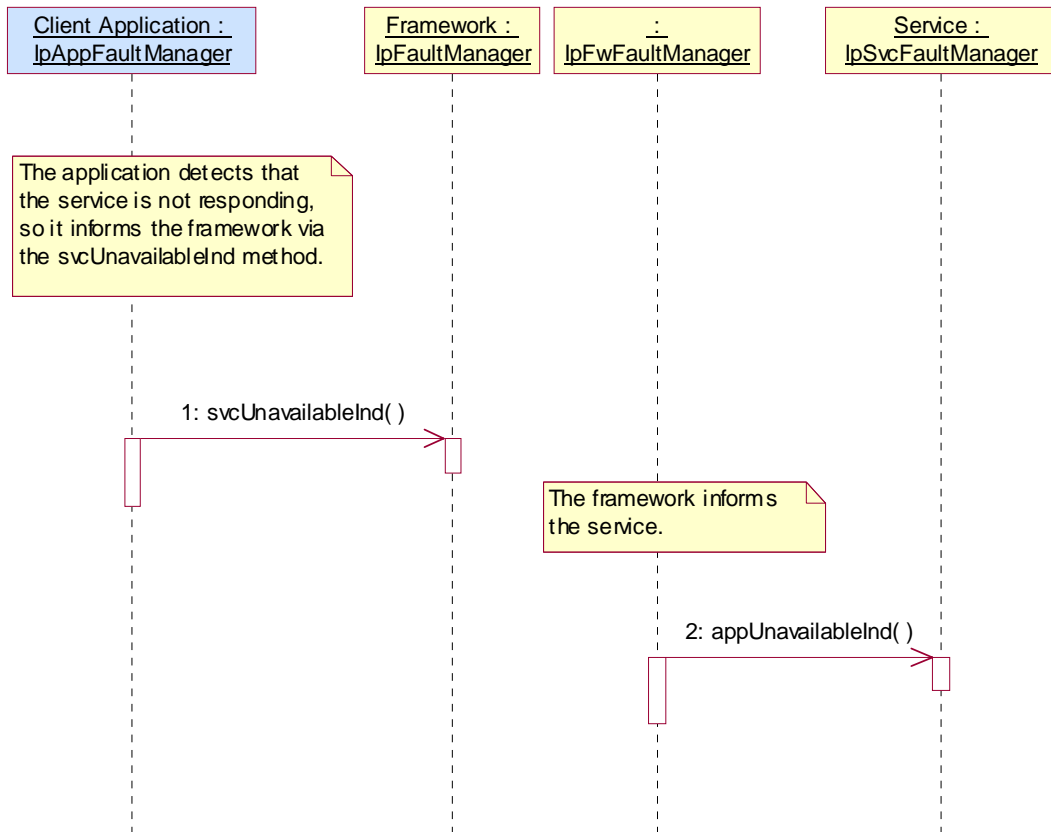 Client Application :
IpAppFaultManager
Framework :
IpFaultManager
:
IpFwFaultManager
Service :
IpSvcFaultManager
The application detects that
the service is not responding,
so it informs the framework via
the svcUnavailableInd method.
1: svcUnavailableInd( )
The framework informs
the service.
2: appUnavailableInd( )